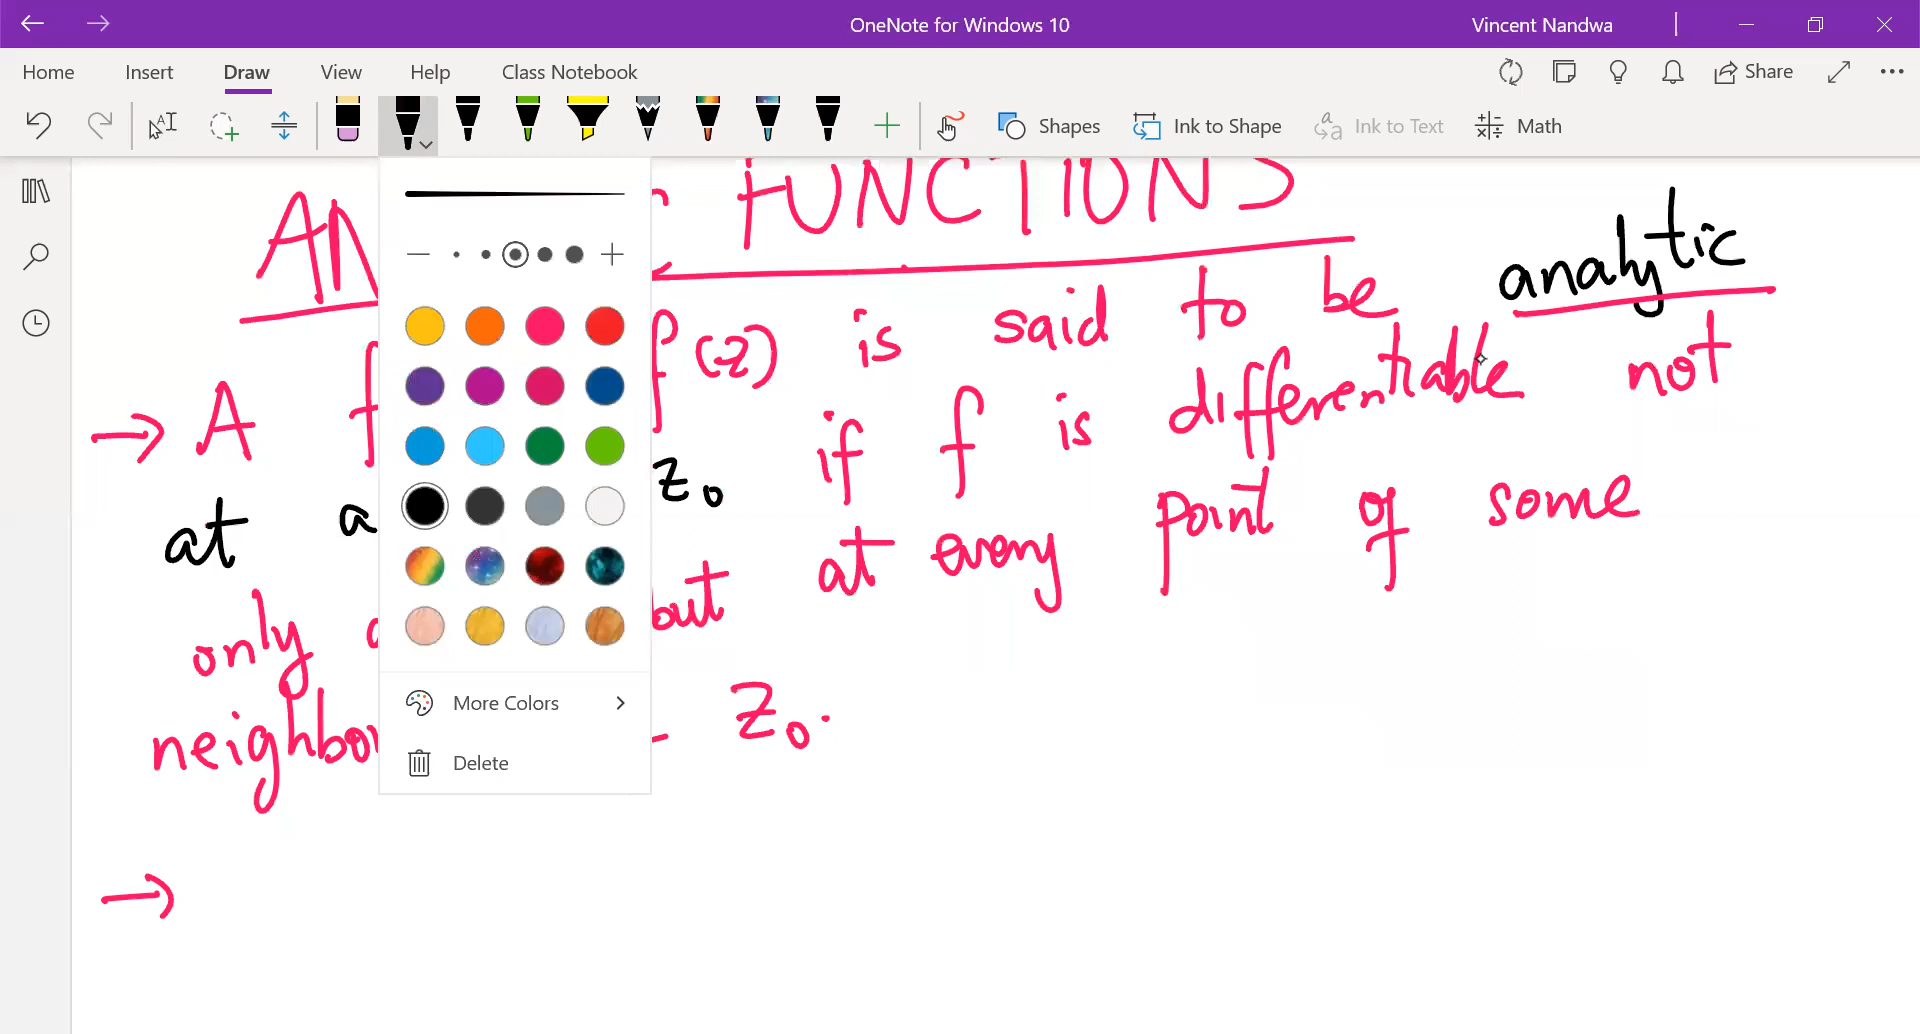 OneNote for Windows 10
Vincent Nandwa
Home Insert Draw View Help Class Notebook
Share
Shapes Ink to Shape Ink to Text Math
FUNCTIONS
→ A f(z) is said to be analytic
at a z₀ if f is differentiable not
only but at every point of some
neighbo z₀.
→
More Colors
Delete